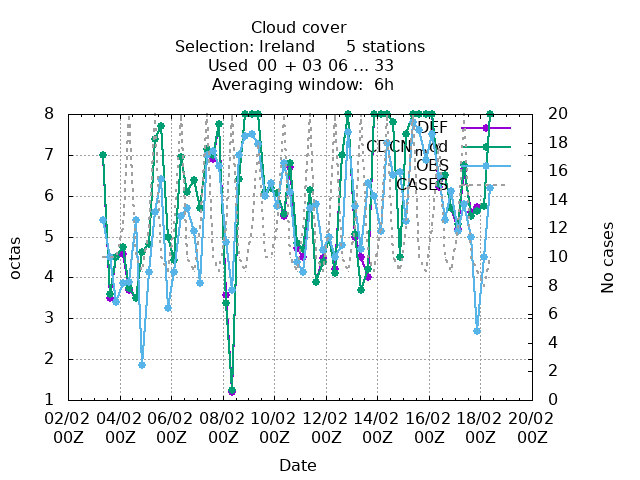 Cloud cover
Selection: Ireland 5 stations
Used 00 + 03 06 ... 33
Averaging window: 6h
8
7
6
5
4
3
2
1
octas
20
18
16
14
12
10
8
6
4
2
0
No cases
DEF
CDCN_mod
OBS
CASES
02/02 04/02 06/02 08/02 10/02 12/02 14/02 16/02 18/02 20/02
00Z 00Z 00Z 00Z 00Z 00Z 00Z 00Z 00Z 00Z
Date